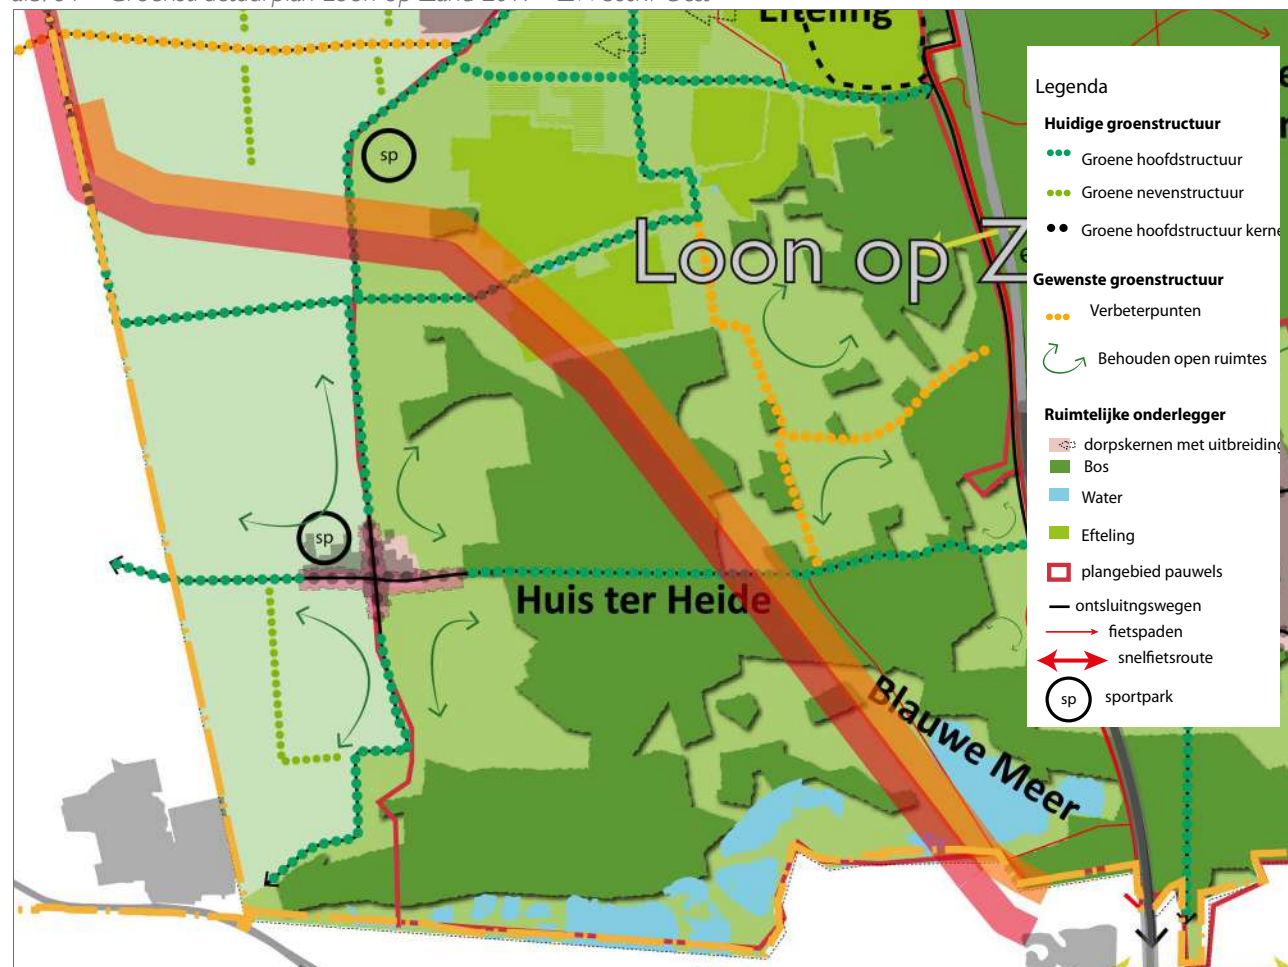 Efteling
sp
Loon op Z
sp
Huis ter Heide
Blauwe Meer
Legenda
Huidige groenstructuur
Groene hoofdstructuur
Groene nevenstructuur
Groene hoofdstructuur kerne
Gewenste groenstructuur
Verbeterpunten
Behouden open ruimtes
Ruimtelijke onderlegger
dorpskernen met uitbreiding
Bos
Water
Efteling
plangebied pauwels
ontsluitngswegen
fietspaden
snelfietsroute
sp sportpark